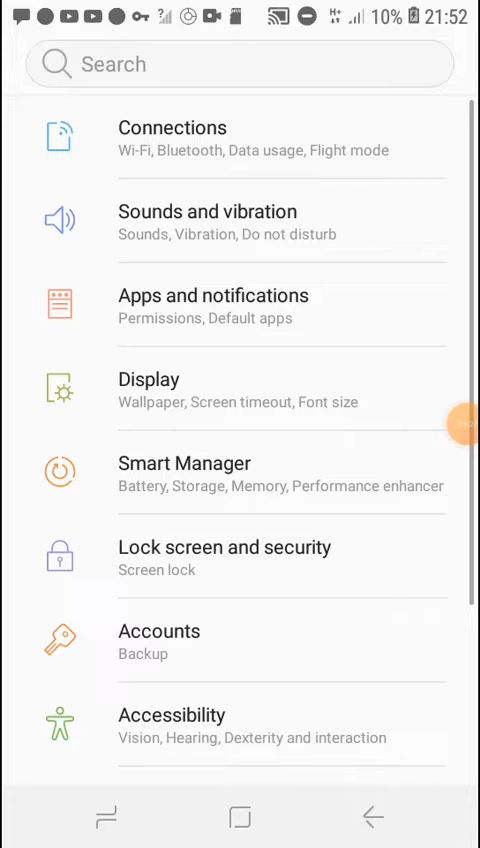 H+
10%
21:52
Search
Connections
Wi-Fi, Bluetooth, Data usage, Flight mode
Sounds and vibration
Sounds, Vibration, Do not disturb
Apps and notifications
Permissions, Default apps
Display
Wallpaper, Screen timeout, Font size
Smart Manager
Battery, Storage, Memory, Performance enhancer
Lock screen and security
Screen lock
Accounts
Backup
Accessibility
Vision, Hearing, Dexterity and interaction